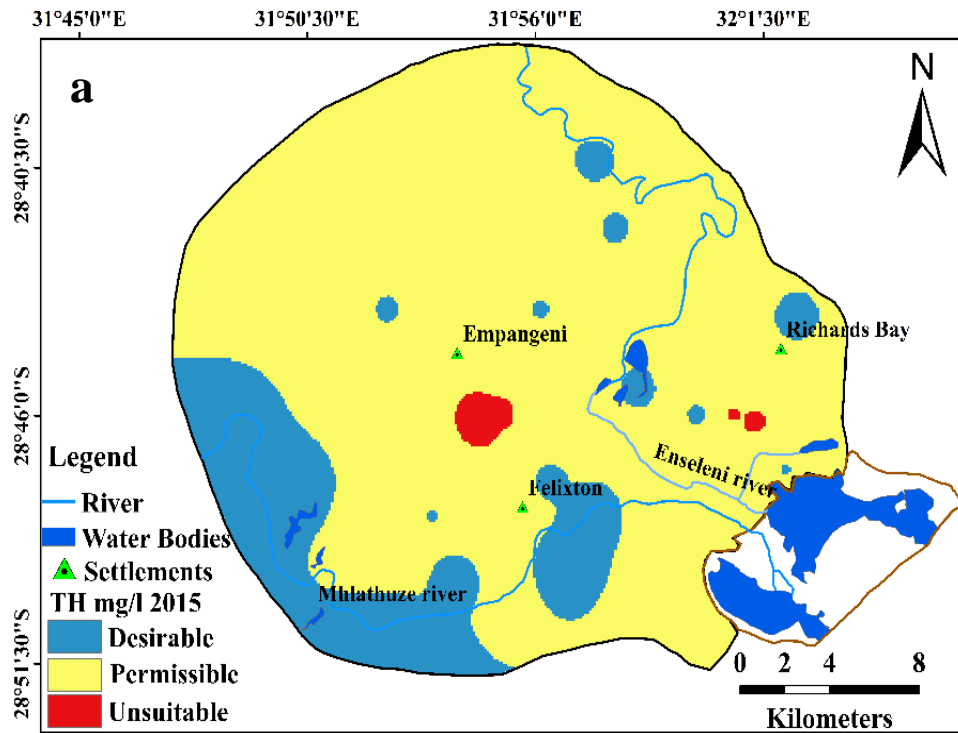 31°45'0"E 31°50'30"E 31°56'0"E 32°1'30"E
a
N
28°40'30"S
28°46'0"S
28°51'30"S
Empangeni
Richards Bay
Enseleni river
Felixton
Mhlathuze river
Legend
River
Water Bodies
Settlements
TH mg/l 2015
Desirable
Permissible
Unsuitable
0 2 4 8
Kilometers